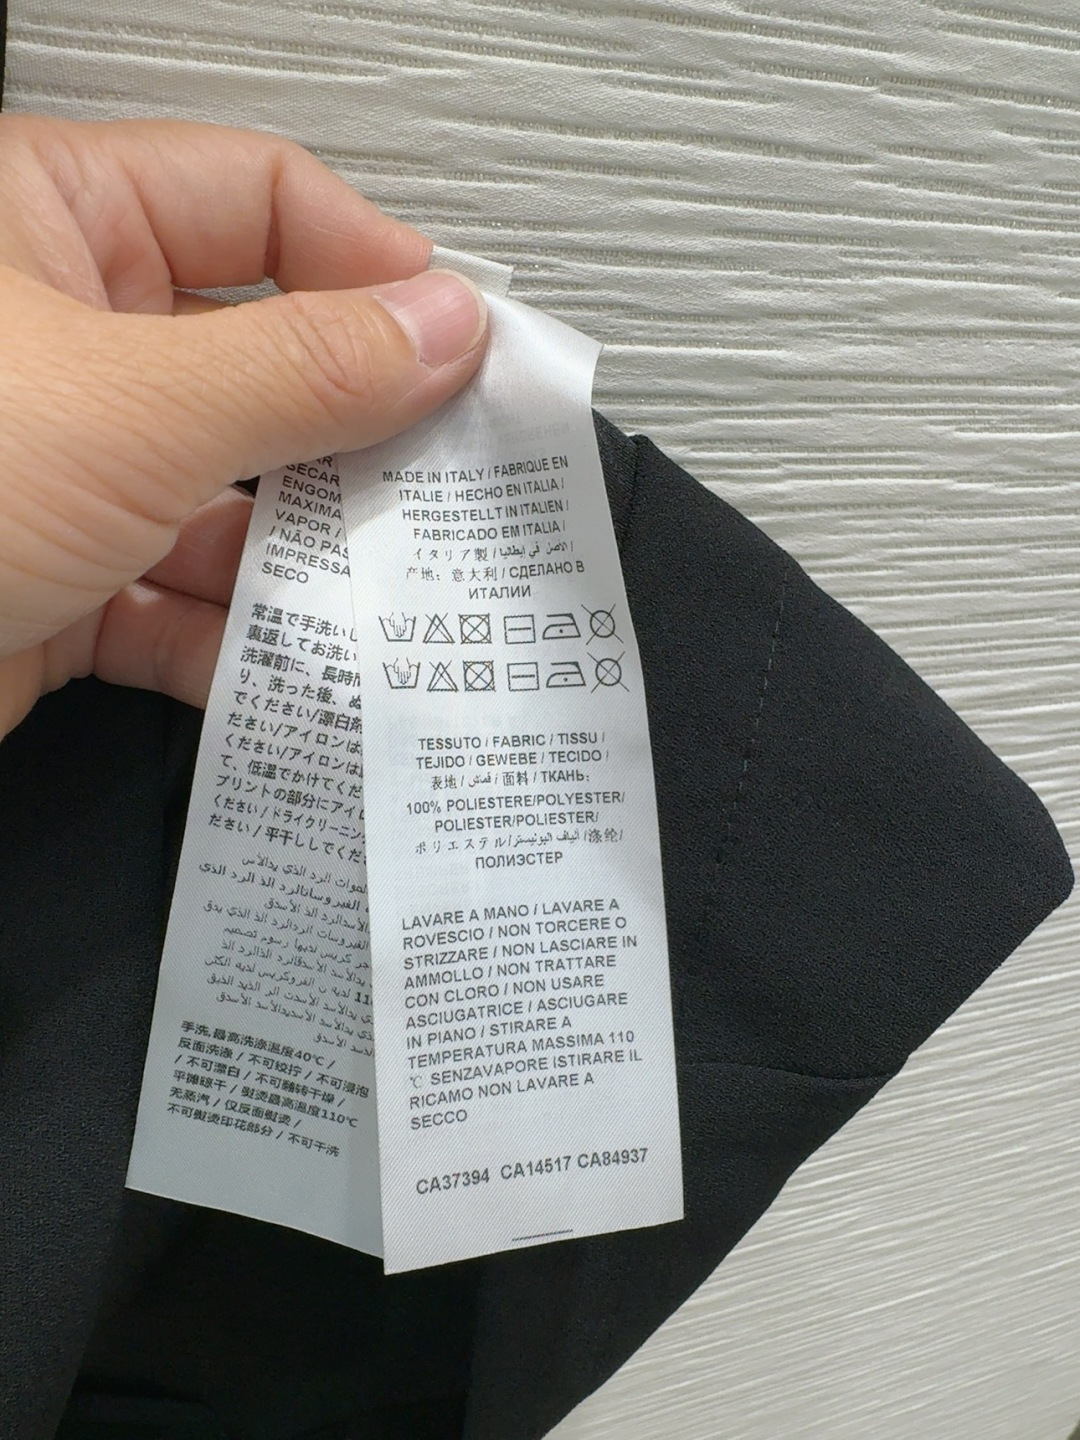 SECAR
ENGOM
MAXIMA
VAPOR /
/ NÃO PAS
IMPRESSA
SECO
常温で手洗いし
裏返してお洗い
洗濯前に、長時
り、洗った後、ぬ
でください/漂白剤
ださい/アイロンは
ください/アイロンは
て、低温でかけてくだ
プリントの部分にアイ
ください / ドライクリーニン
ださい / 平干ししてくだ
手洗,最高洗涤温度40℃ /
反面洗涤 / 不可绞拧 / 不可浸泡
/ 不可漂白 / 不可翻转干燥 /
平摊晾干 / 熨烫最高温度110℃
无蒸汽 / 仅反面熨烫 /
不可熨烫印花部分 / 不可干洗
MADE IN ITALY / FABRIQUE EN
ITALIE / HECHO EN ITALIA /
HERGESTELLT IN ITALIEN /
FABRICADO EM ITALIA /
イタリア製 / الاصل في إيطاليا /
产地：意大利 / СДЕЛАНО В
ИТАЛИИ
TESSUTO / FABRIC / TISSU /
TEJIDO / GEWEBE / TECIDO /
表地 / قماش / 面料 / ТКАНЬ:
100% POLIESTERE/POLYESTER/
POLIESTER/POLIESTER/
ポリエステル/ألياف البوليستر/涤纶/
ПОЛИЭСТЕР
LAVARE A MANO / LAVARE A
ROVESCIO / NON TORCERE O
STRIZZARE / NON LASCIARE IN
AMMOLLO / NON TRATTARE
CON CLORO / NON USARE
ASCIUGATRICE / ASCIUGARE
IN PIANO / STIRARE A
TEMPERATURA MASSIMA 110
℃ SENZAVAPORE ISTIRARE IL
RICAMO NON LAVARE A
SECCO
CA37394 CA14517 CA84937